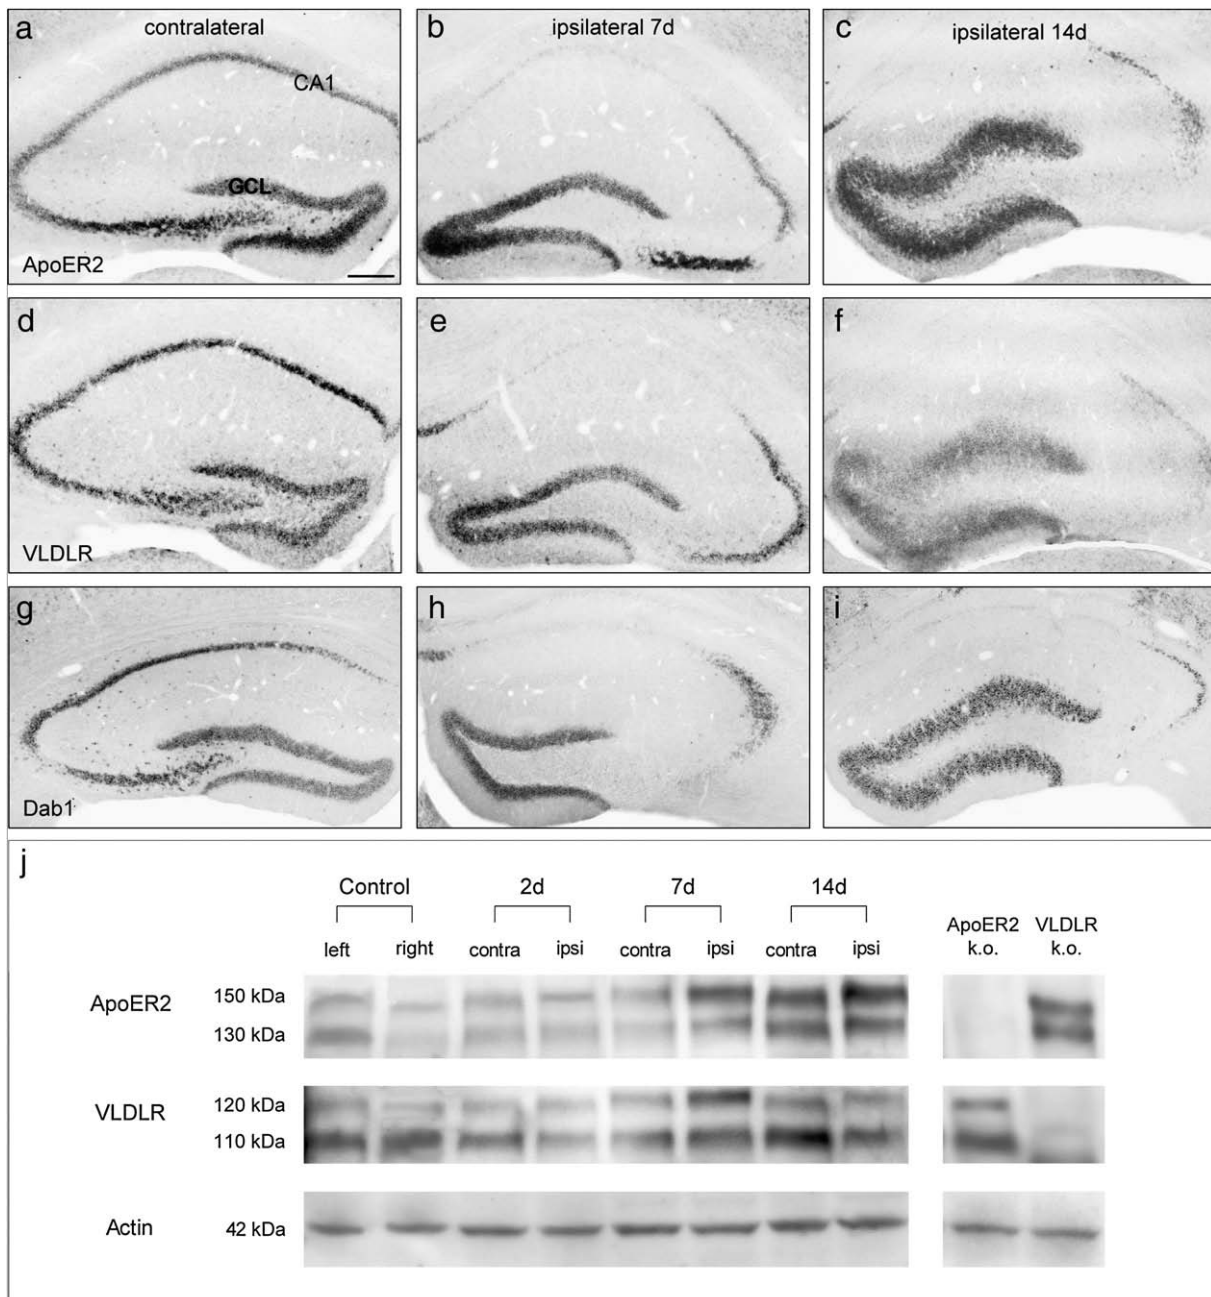 a contralateral
b ipsilateral 7d
c ipsilateral 14d
CA1
GCL
ApoER2
d
e
f
VLDLR
g
h
i
Dab1
j
Control 2d 7d 14d
ApoER2 VLDLR
left right contra ipsi contra ipsi contra ipsi k.o. k.o.
ApoER2 150 kDa
130 kDa
VLDLR 120 kDa
110 kDa
Actin 42 kDa